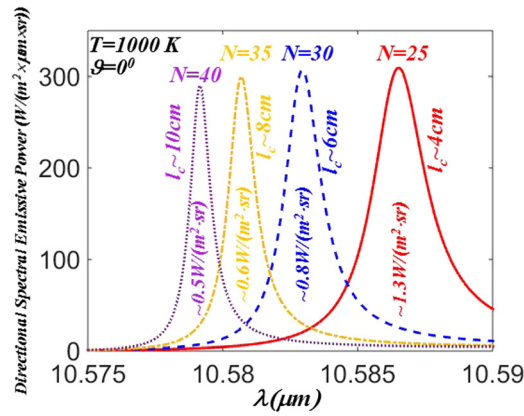 Directional Spectral Emissive Power (W/(m²×μm×sr))
T=1000 K
ϑ=0⁰
N=40
N=35
N=30
N=25
l_c~10cm
l_c~8cm
l_c~6cm
l_c~4cm
~0.5W/(m²·sr)
~0.6W/(m²·sr)
~0.8W/(m²·sr)
~1.3W/(m²·sr)
300
200
100
0
10.575
10.58
10.585
10.59
λ(μm)